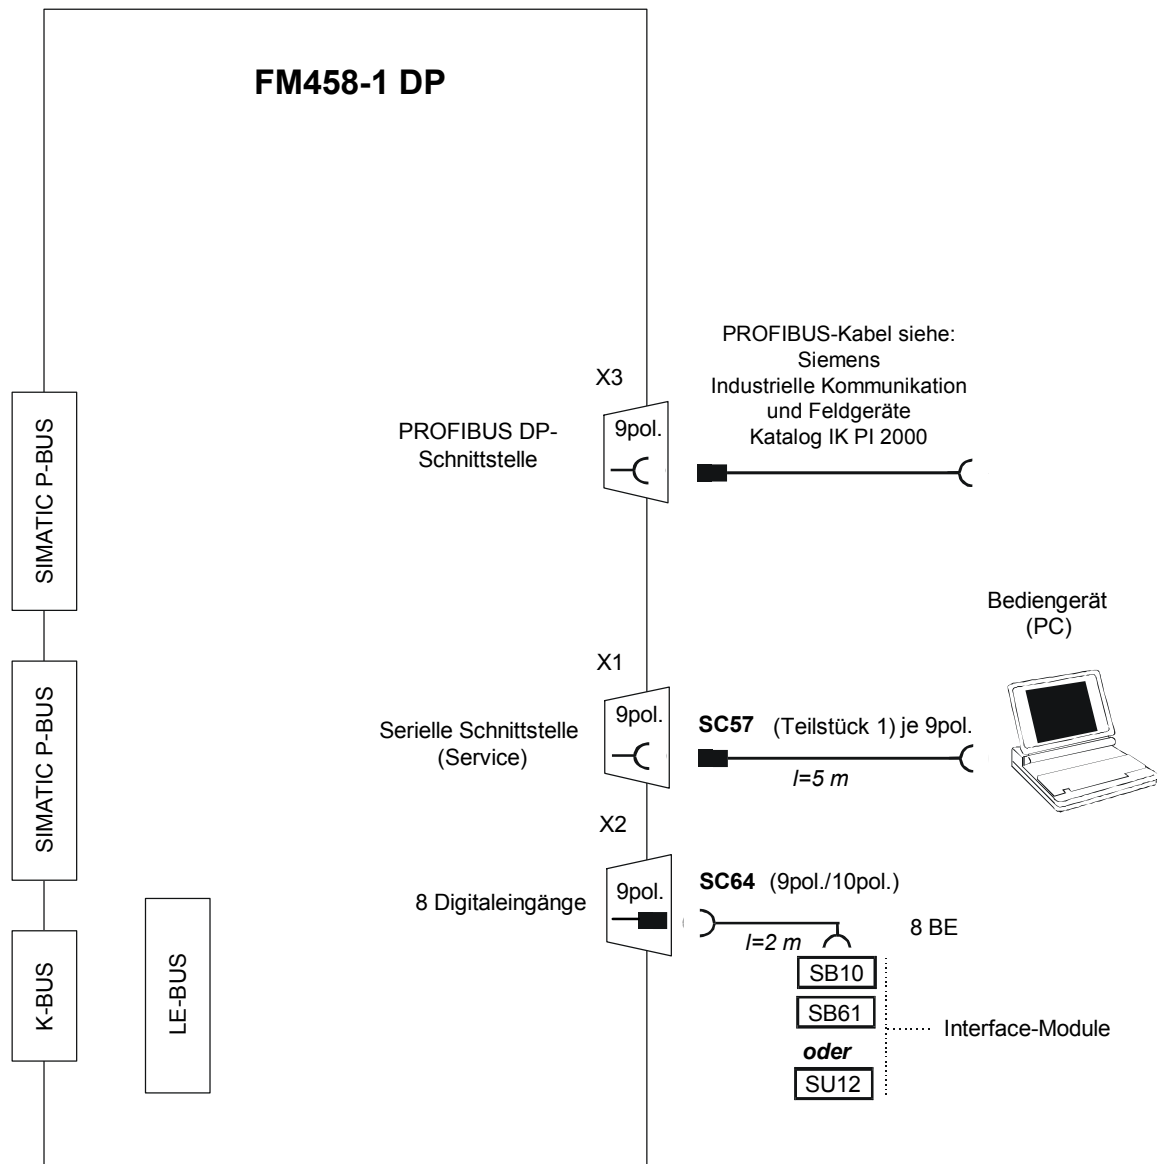 FM458-1 DP
PROFIBUS-Kabel siehe:
Siemens
Industrielle Kommunikation
und Feldgeräte
Katalog IK PI 2000
X3
9pol.
PROFIBUS DP-
Schnittstelle
SIMATIC P-BUS
Bediengerät
(PC)
X1
9pol.
Serielle Schnittstelle
(Service)
SC57 (Teilstück 1) je 9pol.
l=5 m
SIMATIC P-BUS
X2
9pol.
8 Digitaleingänge
SC64 (9pol./10pol.)
l=2 m
8 BE
SB10
SB61
oder
SU12
Interface-Module
K-BUS
LE-BUS